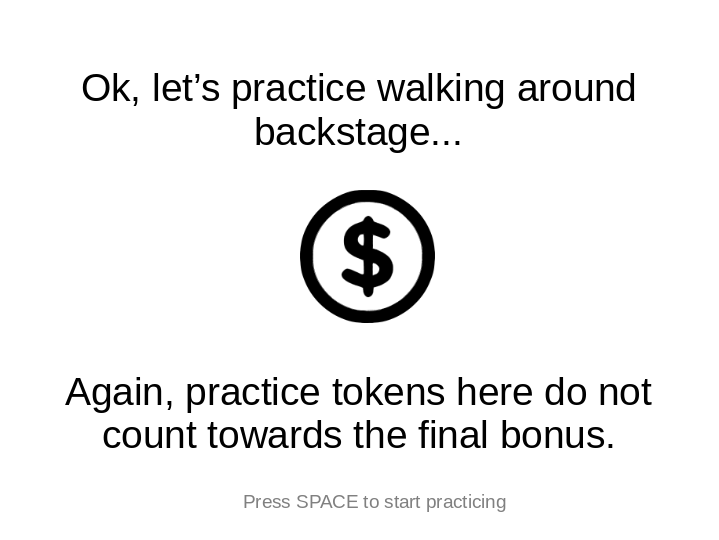 Ok, let’s practice walking around
backstage...
$
Again, practice tokens here do not
count towards the final bonus.
Press SPACE to start practicing